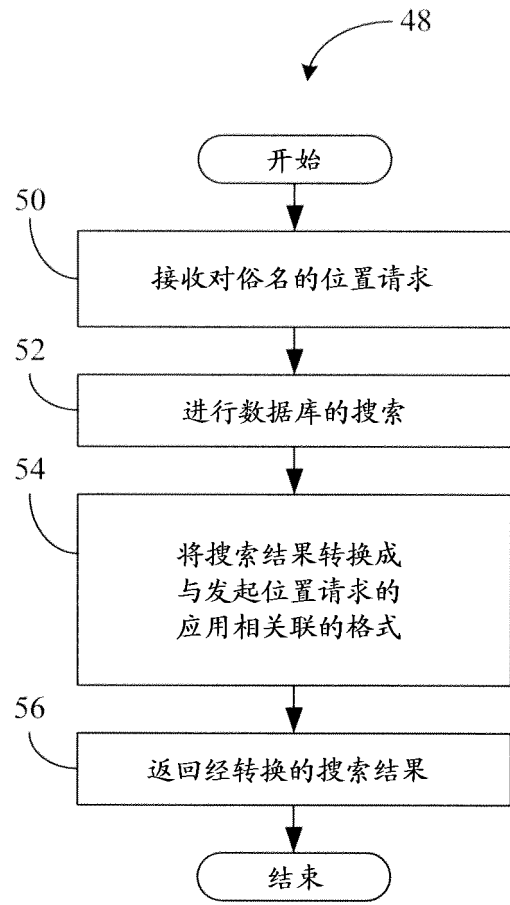 48
开始
50
接收对俗名的位置请求
52
进行数据库的搜索
54
将搜索结果转换成
与发起位置请求的
应用相关联的格式
56
返回经转换的搜索结果
结束